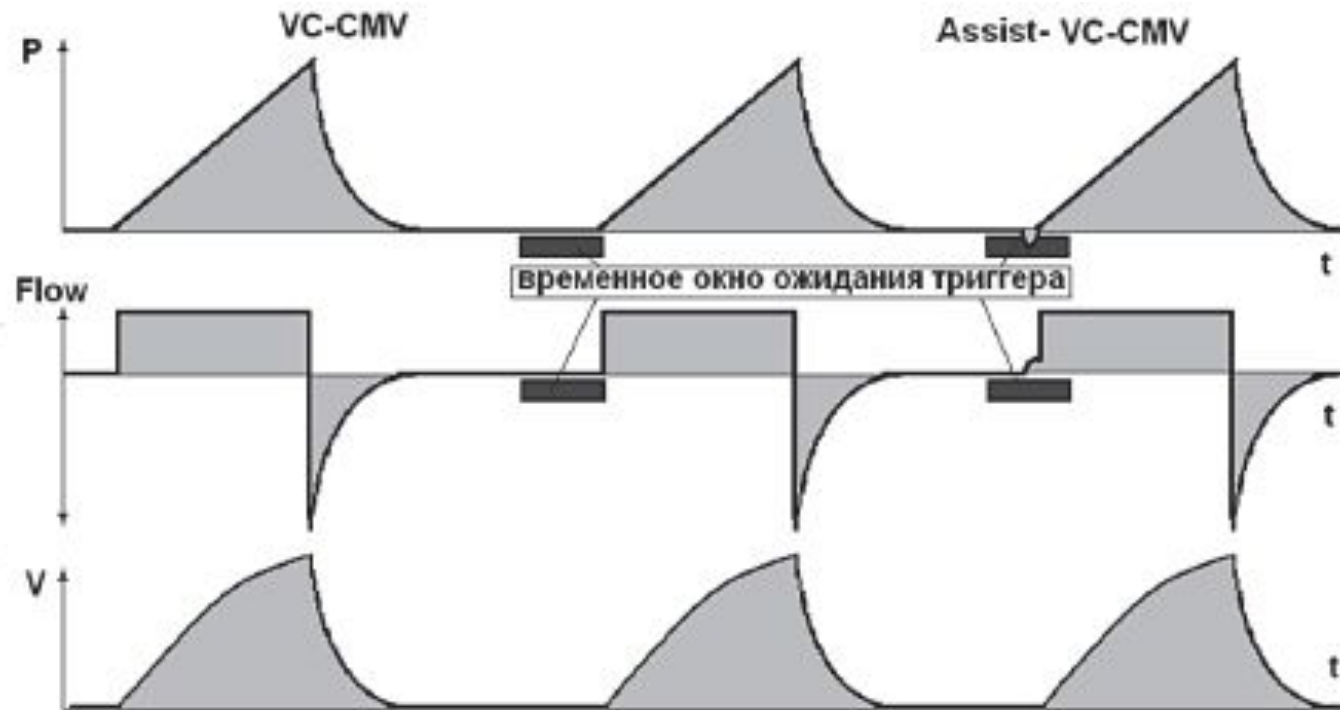 VC-CMV
Assist- VC-CMV
P
t
временное окно ожидания триггера
Flow
t
V
t